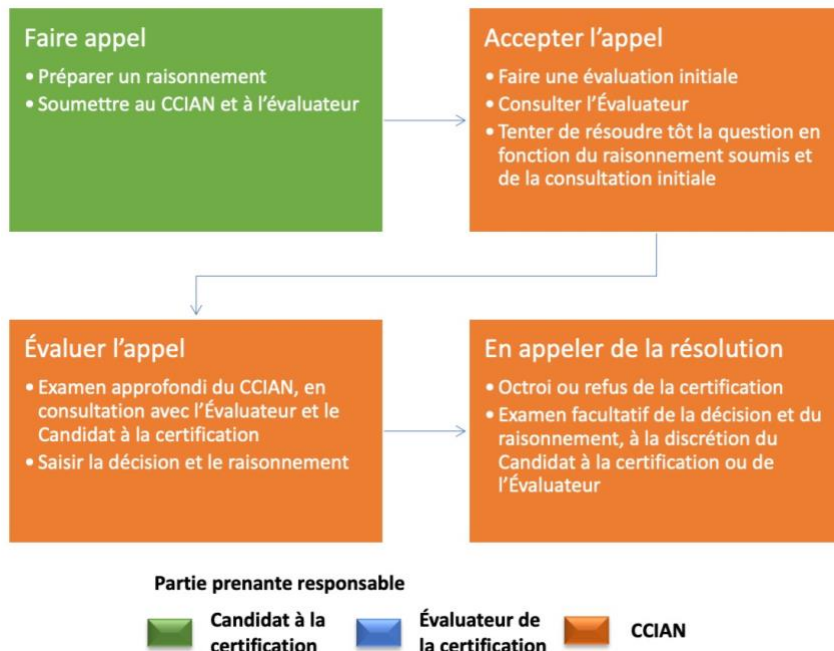 Faire appel
• Préparer un raisonnement
• Soumettre au CCIAN et à l'évaluateur
Accepter l'appel
• Faire une évaluation initiale
• Consulter l'Évaluateur
• Tenter de résoudre tôt la question en
fonction du raisonnement soumis et
de la consultation initiale
Évaluer l'appel
• Examen approfondi du CCIAN, en
consultation avec l'Évaluateur et le
Candidat à la certification
• Saisir la décision et le raisonnement
En appeler de la résolution
• Octroi ou refus de la certification
• Examen facultatif de la décision et du
raisonnement, à la discrétion du
Candidat à la certification ou de
l'Évaluateur
Partie prenante responsable
Candidat à la
certification
Évaluateur de
la certification
CCIAN